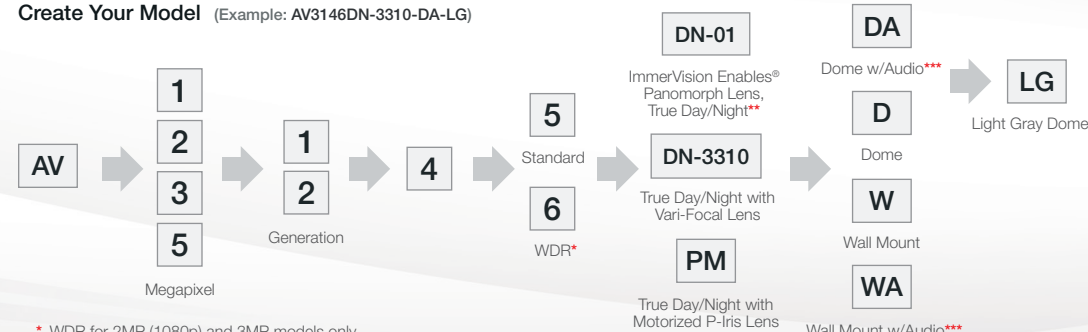 Create Your Model (Example: AV3146DN-3310-DA-LG)
AV
1
2
3
5
Megapixel
1
2
Generation
4
5
Standard
6
WDR*
DN-01
ImmerVision Enables®
Panomorph Lens,
True Day/Night**
DN-3310
True Day/Night with
Vari-Focal Lens
PM
True Day/Night with
Motorized P-Iris Lens
DA
Dome w/Audio***
D
Dome
W
Wall Mount
WA
Wall Mount w/Audio***
LG
Light Gray Dome
* WDR for 2MP (1080p) and 3MP models only